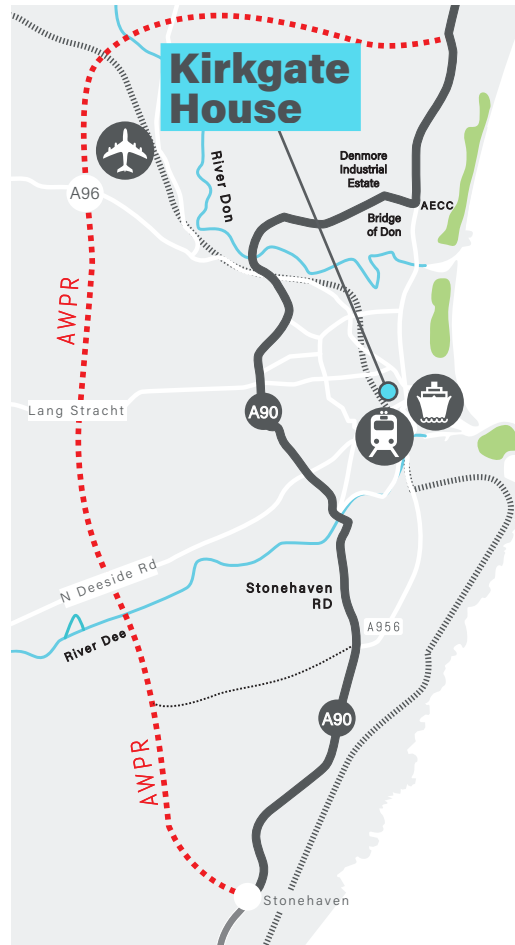 Kirkgate
House
River Don
Denmore
Industrial
Estate
AECC
Bridge
of Don
A96
AWPR
Lang Stracht
A90
N Deeside Rd
Stonehaven
RD
A956
River Dee
A90
AWPR
Stonehaven